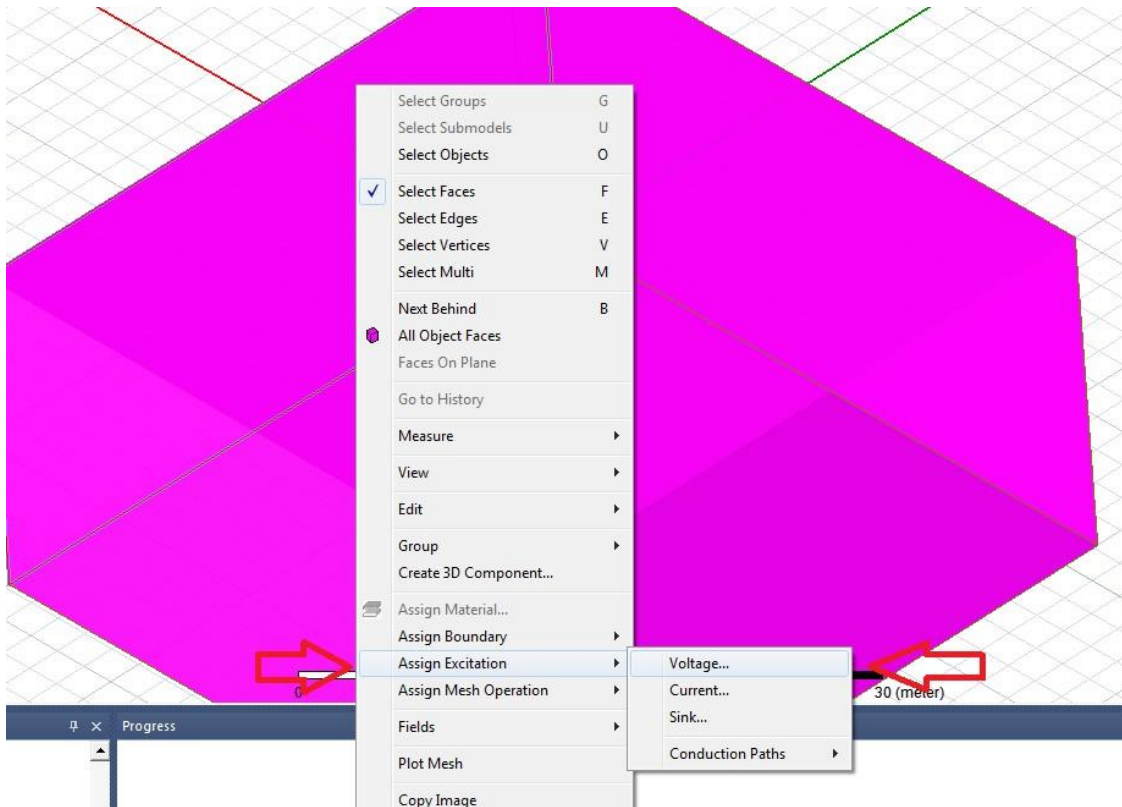 Select Groups G
Select Submodels U
Select Objects O
Select Faces F
Select Edges E
Select Vertices V
Select Multi M
Next Behind B
All Object Faces
Faces On Plane
Go to History
Measure
View
Edit
Group
Create 3D Component...
Assign Material...
Assign Boundary
Assign Excitation
Assign Mesh Operation
Fields
Plot Mesh
Copy Image
Voltage...
Current...
Sink...
Conduction Paths
0
30 (meter)
Progress